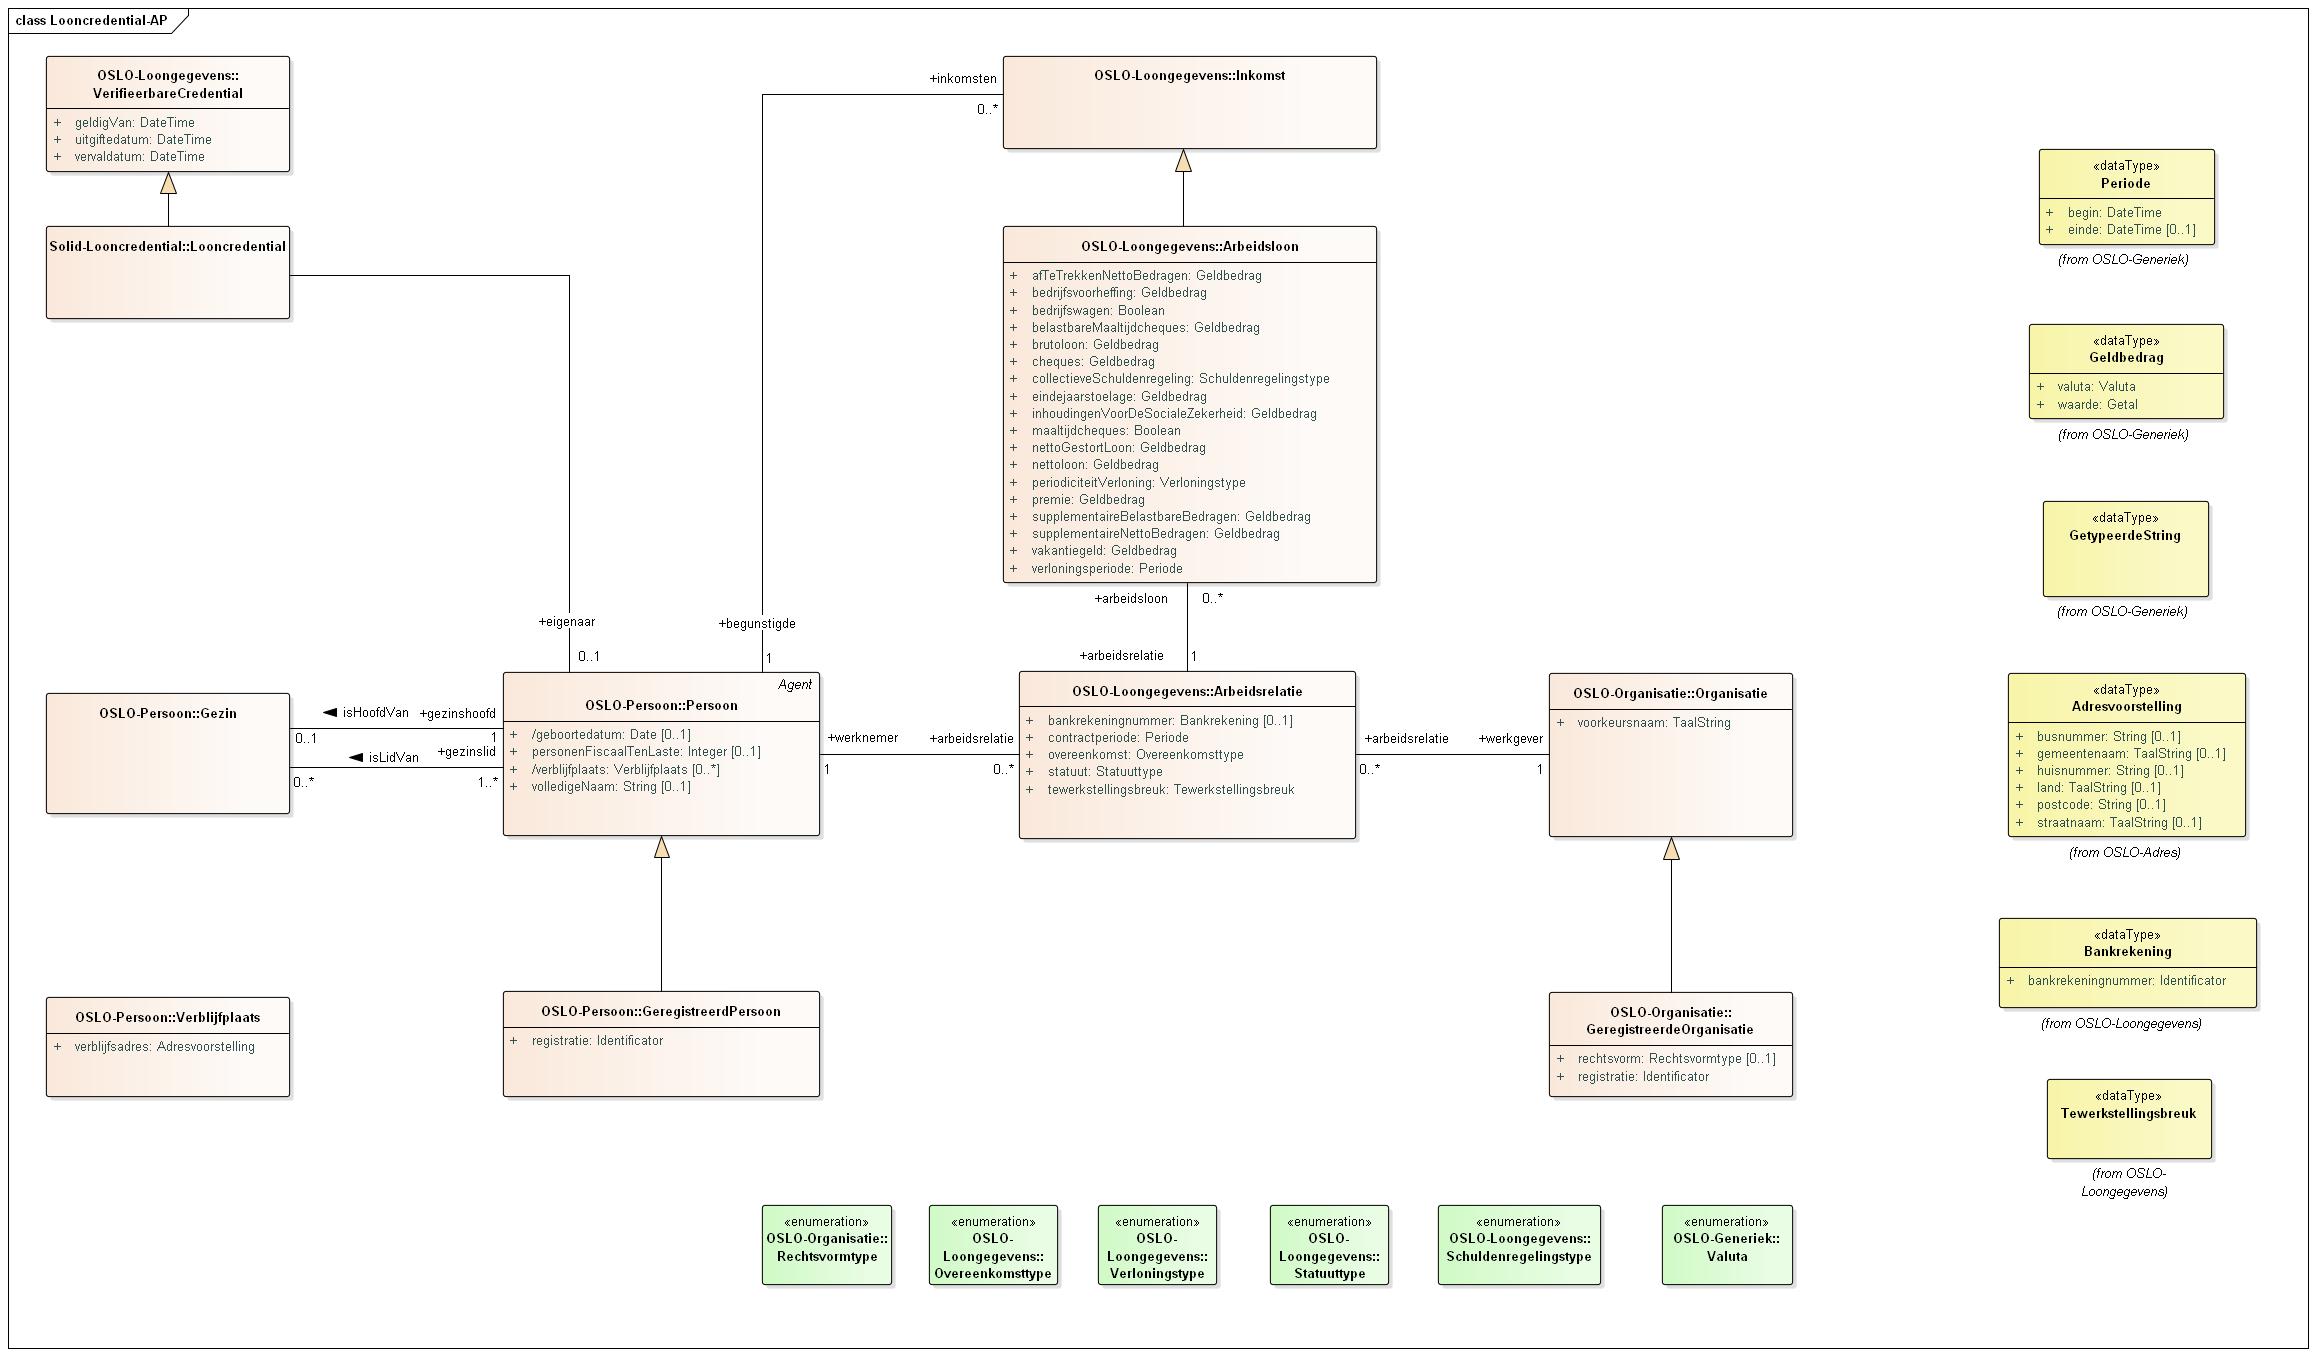 class Looncredential-AP
OSLO-Loongegevens::
VerifieerbareCredential
+ geldigVan: DateTime
+ uitgiftedatum: DateTime
+ vervaldatum: DateTime
Solid-Looncredential::Looncredential
+inkomsten
0..*
OSLO-Loongegevens::Inkomst
OSLO-Loongegevens::Arbeidsloon
+ afTeTrekkenNettoBedragen: Geldbedrag
+ bedrijfsvoorheffing: Geldbedrag
+ bedrijfswagen: Boolean
+ belastbareMaaltijdcheques: Geldbedrag
+ brutoloon: Geldbedrag
+ cheques: Geldbedrag
+ collectieveSchuldenregeling: Schuldenregelingstype
+ eindejaarstoelage: Geldbedrag
+ inhoudingenVoorDeSocialeZekerheid: Geldbedrag
+ maaltijdcheques: Boolean
+ nettoGestortLoon: Geldbedrag
+ nettoloon: Geldbedrag
+ periodiciteitVerloning: Verloningstype
+ premie: Geldbedrag
+ supplementaireBelastbareBedragen: Geldbedrag
+ supplementaireNettoBedragen: Geldbedrag
+ vakantiegeld: Geldbedrag
+ verloningsperiode: Periode
+arbeidsloon 0..*
+arbeidsrelatie 1
+eigenaar
0..1
+begunstigde
1
OSLO-Persoon::Gezin
isHoofdVan +gezinshoofd
0..1 1
+gezinslid
isLidVan
0..* 1..*
Agent
OSLO-Persoon::Persoon
+ /geboortedatum: Date [0..1]
+ personenFiscaalTenLaste: Integer [0..1]
+ /verblijfplaats: Verblijfplaats [0..*]
+ volledigeNaam: String [0..1]
+werknemer +arbeidsrelatie
1 0..*
OSLO-Loongegevens::Arbeidsrelatie
+ bankrekeningnummer: Bankrekening [0..1]
+ contractperiode: Periode
+ overeenkomst: Overeenkomsttype
+ statuut: Statuuttype
+ tewerkstellingsbreuk: Tewerkstellingsbreuk
+arbeidsrelatie +werkgever
0..* 1
OSLO-Organisatie::Organisatie
+ voorkeursnaam: TaalString
OSLO-Persoon::Verblijfplaats
+ verblijfsadres: Adresvoorstelling
OSLO-Persoon::GeregistreerdPersoon
+ registratie: Identificator
OSLO-Organisatie::
GeregistreerdeOrganisatie
+ rechtsvorm: Rechtsvormtype [0..1]
+ registratie: Identificator
«enumeration»
OSLO-Organisatie::
Rechtsvormtype
«enumeration»
OSLO-
Loongegevens::
Overeenkomsttype
«enumeration»
OSLO-
Loongegevens::
Verloningstype
«enumeration»
OSLO-
Loongegevens::
Statuuttype
«enumeration»
OSLO-Loongegevens::
Schuldenregelingstype
«enumeration»
OSLO-Generiek::
Valuta
«dataType»
Periode
+ begin: DateTime
+ einde: DateTime [0..1]
(from OSLO-Generiek)
«dataType»
Geldbedrag
+ valuta: Valuta
+ waarde: Getal
(from OSLO-Generiek)
«dataType»
GetypeerdeString
(from OSLO-Generiek)
«dataType»
Adresvoorstelling
+ busnummer: String [0..1]
+ gemeentenaam: TaalString [0..1]
+ huisnummer: String [0..1]
+ land: TaalString [0..1]
+ postcode: String [0..1]
+ straatnaam: TaalString [0..1]
(from OSLO-Adres)
«dataType»
Bankrekening
+ bankrekeningnummer: Identificator
(from OSLO-Loongegevens)
«dataType»
Tewerkstellingsbreuk
(from OSLO-
Loongegevens)